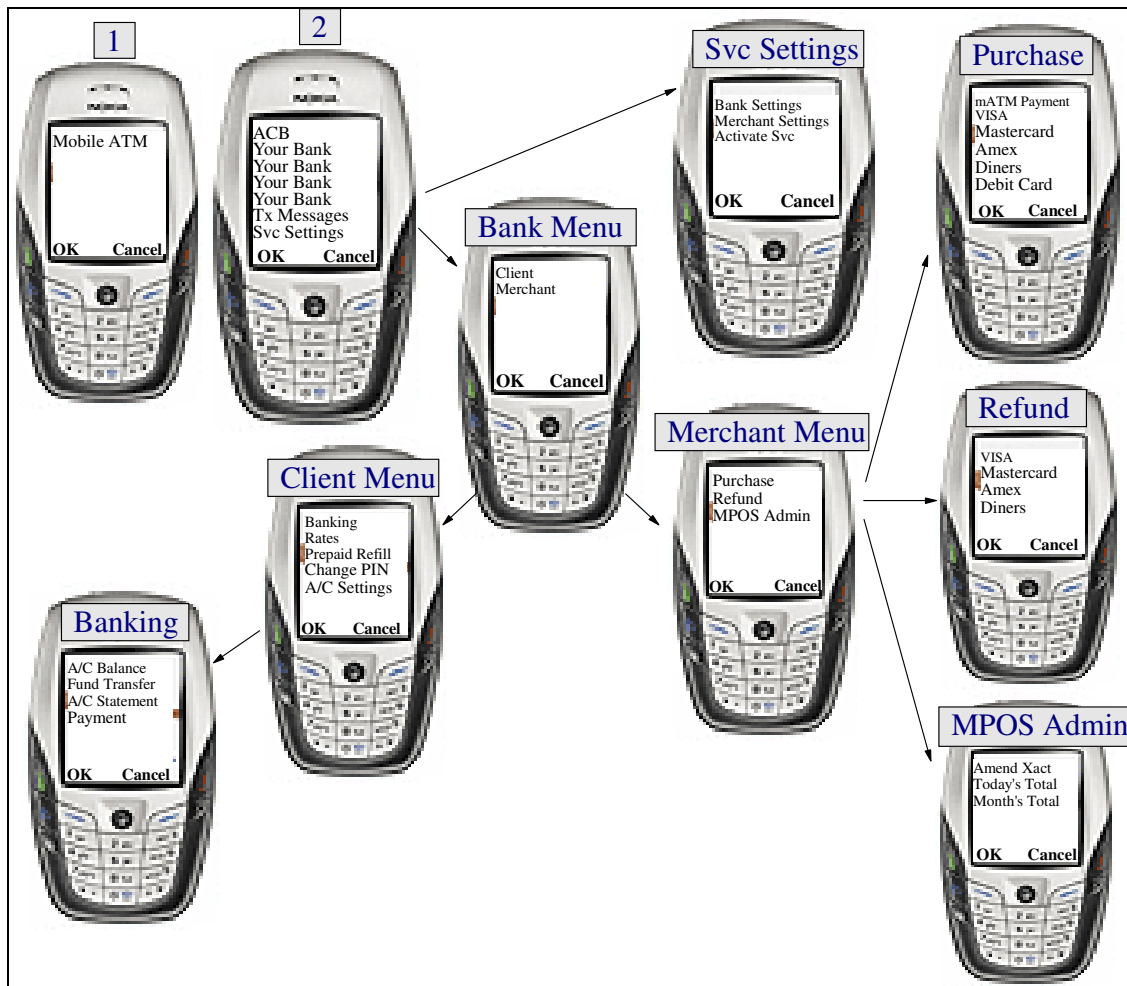 1
Mobile ATM
OK Cancel
2
ACB
Your Bank
Your Bank
Your Bank
Your Bank
Tx Messages
Svc Settings
OK Cancel
Svc Settings
Bank Settings
Merchant Settings
Activate Svc
OK Cancel
Purchase
mATM Payment
VISA
Mastercard
Amex
Diners
Debit Card
OK Cancel
Bank Menu
Client
Merchant
OK Cancel
Client Menu
Banking
Rates
Prepaid Refill
Change PIN
A/C Settings
OK Cancel
Merchant Menu
Purchase
Refund
MPOS Admin
OK Cancel
Refund
VISA
Mastercard
Amex
Diners
OK Cancel
Banking
A/C Balance
Fund Transfer
A/C Statement
Payment
OK Cancel
MPOS Admin
Amend Xact
Today's Total
Month's Total
OK Cancel